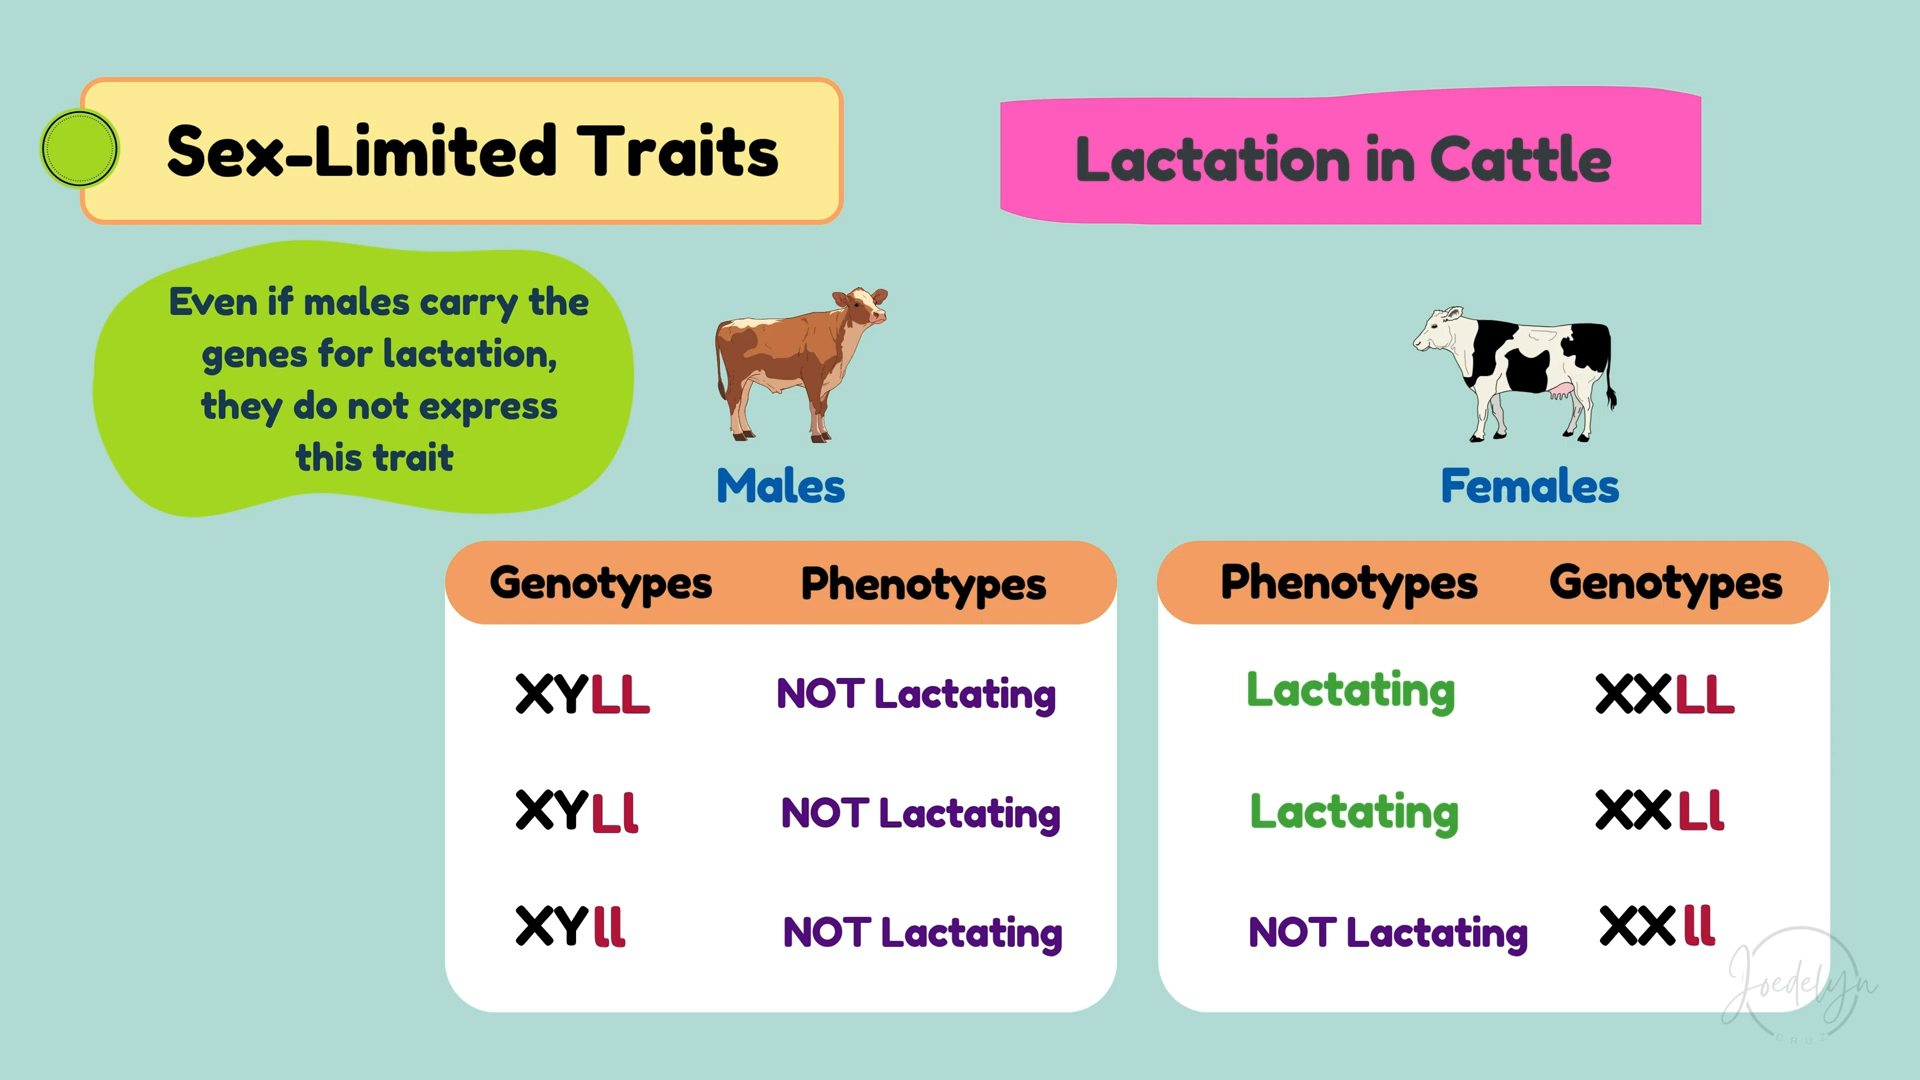 Sex-Limited Traits
Lactation in Cattle
Even if males carry the
genes for lactation,
they do not express
this trait
Males
Females
Genotypes Phenotypes
XYLL NOT Lactating
XYLl NOT Lactating
XYll NOT Lactating
Phenotypes Genotypes
Lactating XXLL
Lactating XXLl
NOT Lactating XXll
Joedelyn
CRUZ